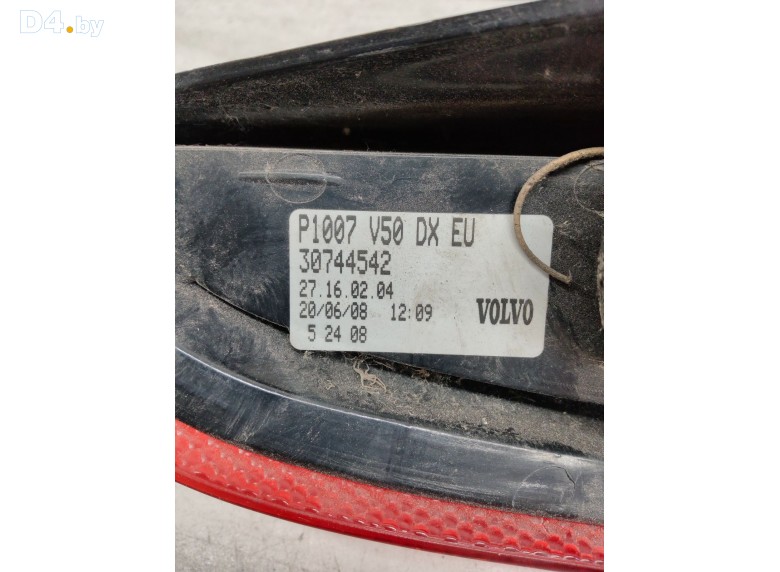 D4.by
P1007 V50 DX EU
30744542
27.16.02.04
20/06/08 12:09 VOLVO
5 24 08